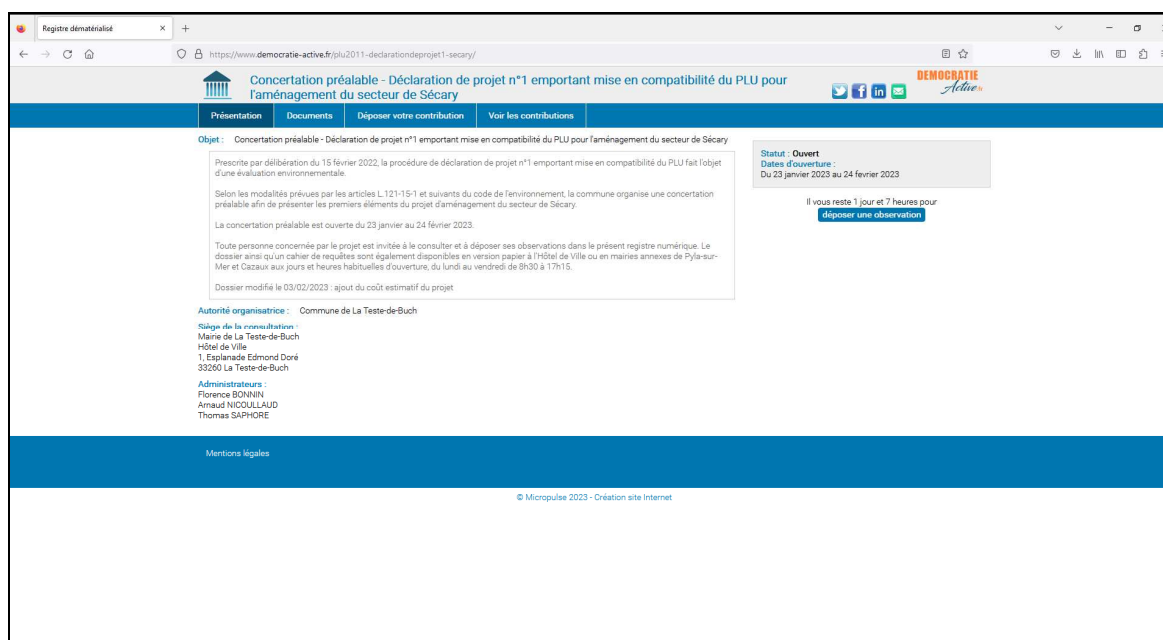 Registre dématérialisé
https://www.democratie-active.fr/plu2011-declarationdeprojet1-secary/
Concertation préalable - Déclaration de projet n°1 emportant mise en compatibilité du PLU pour
l'aménagement du secteur de Sécary
DEMOCRATIE
Active.fr
Présentation Documents Déposer votre contribution Voir les contributions
Objet : Concertation préalable - Déclaration de projet n°1 emportant mise en compatibilité du PLU pour l'aménagement du secteur de Sécary
Prescrite par délibération du 15 février 2022, la procédure de déclaration de projet n°1 emportant mise en compatibilité du PLU fait l'objet
d'une évaluation environnementale.
Selon les modalités prévues par les articles L.121-15-1 et suivants du code de l'environnement, la commune organise une concertation
préalable afin de présenter les premiers éléments du projet d'aménagement du secteur de Sécary.
La concertation préalable est ouverte du 23 janvier au 24 février 2023.
Toute personne concernée par le projet est invitée à le consulter et à déposer ses observations dans le présent registre numérique. Le
dossier ainsi qu'un cahier de requêtes sont également disponibles en version papier à l'Hôtel de Ville ou en mairies annexes de Pyla-sur-
Mer et Cazaux aux jours et heures habituelles d'ouverture, du lundi au vendredi de 8h30 à 17h15.
Dossier modifié le 03/02/2023 : ajout du coût estimatif du projet
Statut : Ouvert
Dates d'ouverture :
Du 23 janvier 2023 au 24 fevrier 2023
Il vous reste 1 jour et 7 heures pour
déposer une observation
Autorité organisatrice : Commune de La Teste-de-Buch
Siège de la consultation :
Mairie de La Teste-de-Buch
Hôtel de Ville
1, Esplanade Edmond Doré
33260 La Teste-de-Buch
Administrateurs :
Florence BONNIN
Arnaud NICOULLAUD
Thomas SAPHORE
Mentions légales
© Micropulse 2023 - Création site Internet